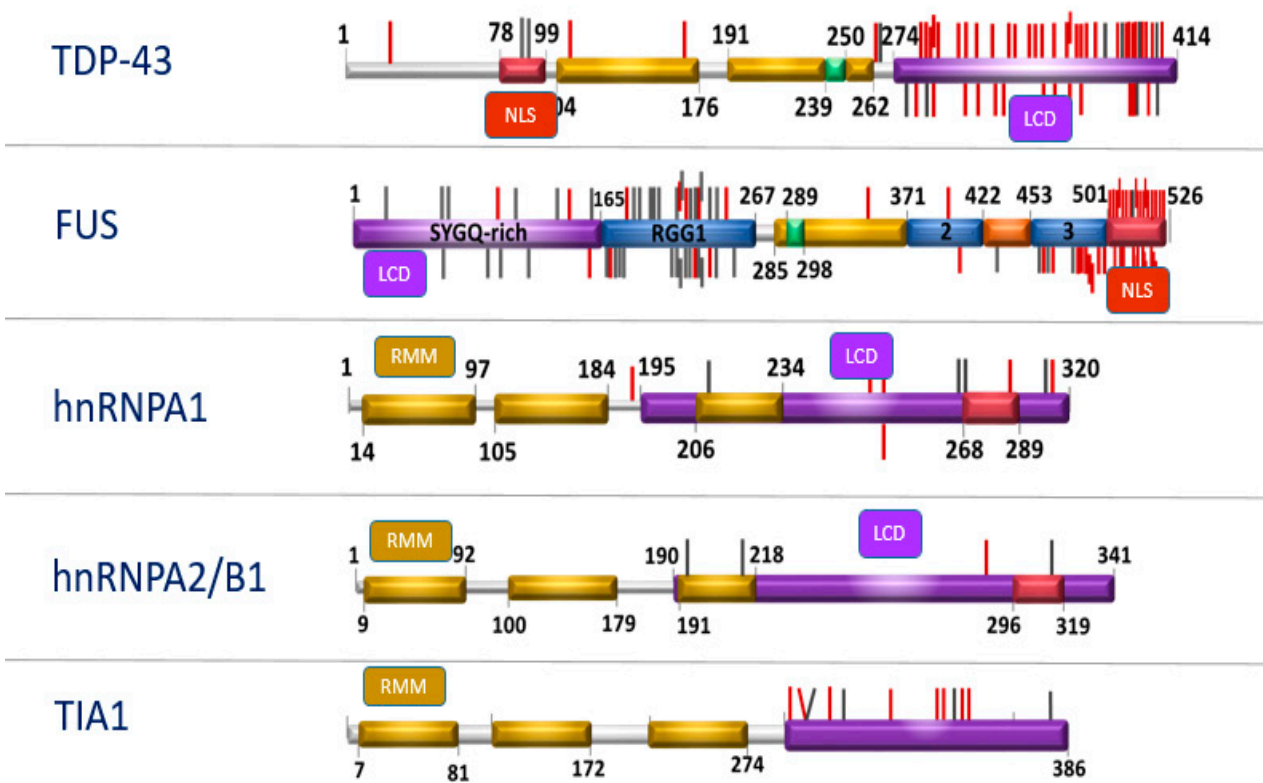 TDP-43
1 78 99 191 250 274 414
NLS 04 176 239 262 LCD
FUS
1 165 267 289 371 422 453 501 526
SYGQ-rich RGG1 2 3
LCD 285 298 NLS
hnRNPA1
1 RMM 97 184 195 234 LCD 320
14 105 206 268 289
hnRNPA2/B1
1 RMM 92 190 218 LCD 341
9 100 179 191 296 319
TIA1
RMM
7 81 172 274 386